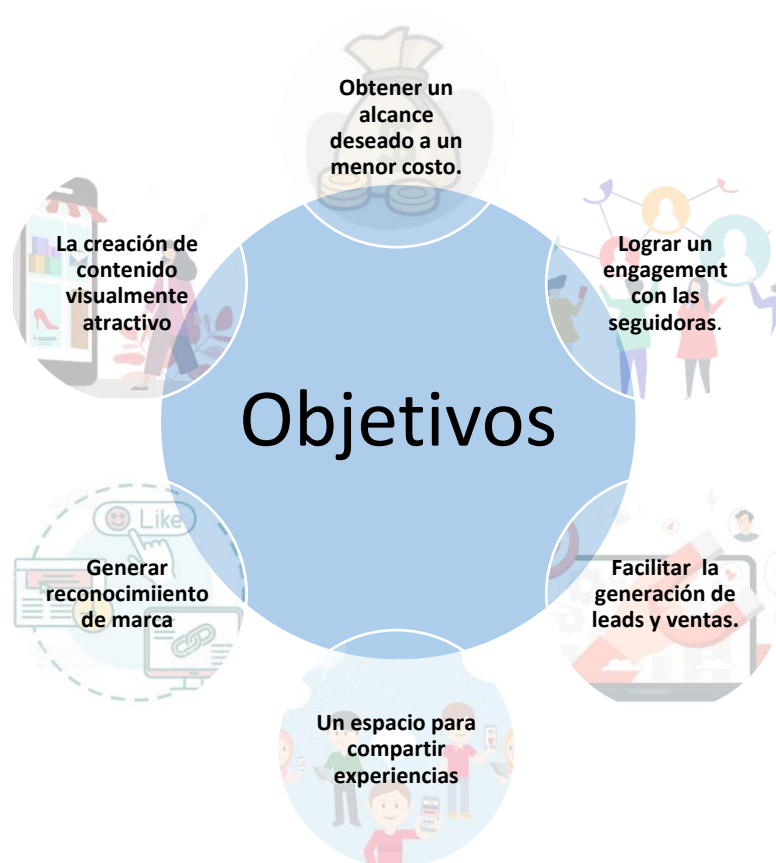 Obtener un
alcance
deseado a un
menor costo.
La creación de
contenido
visualmente
atractivo
Lograr un
engagement
con las
seguidoras.
Objetivos
Like
Generar
reconocimiiento
de marca
Facilitar la
generación de
leads y ventas.
Un espacio para
compartir
experiencias